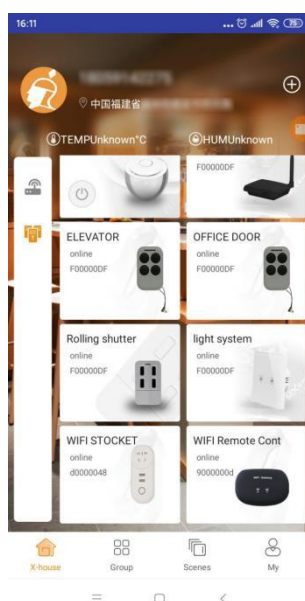 16:11
75
中国福建省
TEMPUnknown°C
HUMUnknown
F00000DF
ELEVATOR
online
F00000DF
OFFICE DOOR
online
F00000DF
Rolling shutter
online
F00000DF
light system
online
F00000DF
WIFI STOCKET
online
d0000048
WIFI Remote Cont
online
9000000d
X-house
Group
Scenes
My